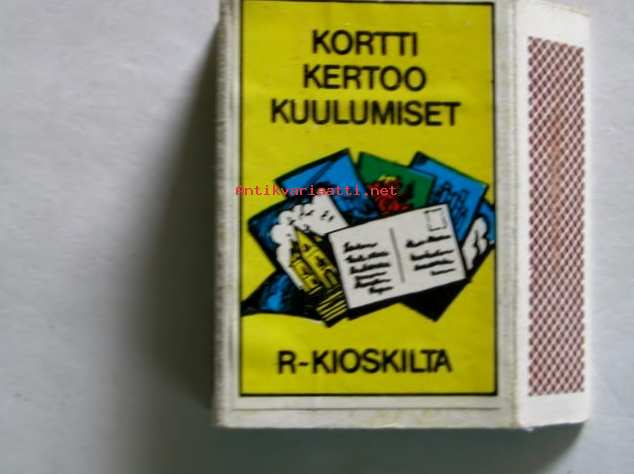 KORTTI
KERTOO
KUULUMISET
Antikvariaatti.net
R-KIOSKILTA